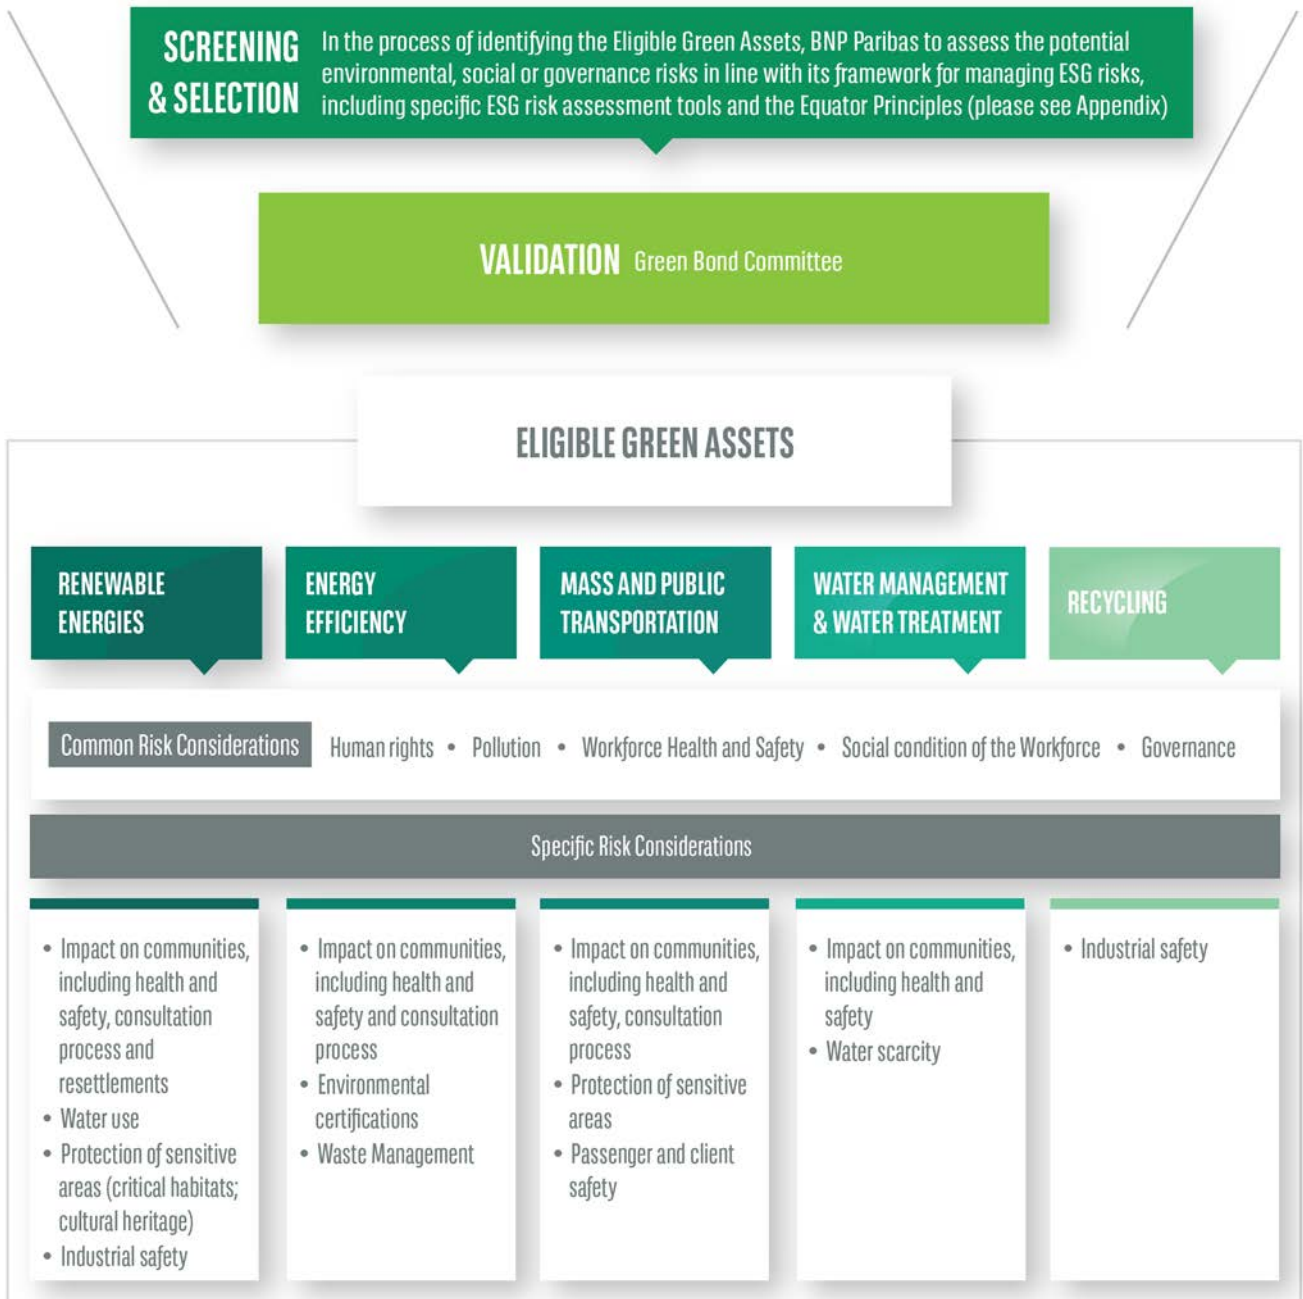 SCREENING
& SELECTION
In the process of identifying the Eligible Green Assets, BNP Paribas to assess the potential
environmental, social or governance risks in line with its framework for managing ESG risks,
including specific ESG risk assessment tools and the Equator Principles (please see Appendix)
VALIDATION Green Bond Committee
ELIGIBLE GREEN ASSETS
RENEWABLE
ENERGIES
ENERGY
EFFICIENCY
MASS AND PUBLIC
TRANSPORTATION
WATER MANAGEMENT
& WATER TREATMENT
RECYCLING
Common Risk Considerations Human rights • Pollution • Workforce Health and Safety • Social condition of the Workforce • Governance
Specific Risk Considerations
• Impact on communities,
including health and
safety, consultation
process and
resettlements
• Water use
• Protection of sensitive
areas (critical habitats;
cultural heritage)
• Industrial safety
• Impact on communities,
including health and
safety and consultation
process
• Environmental
certifications
• Waste Management
• Impact on communities,
including health and
safety, consultation
process
• Protection of sensitive
areas
• Passenger and client
safety
• Impact on communities,
including health and
safety
• Water scarcity
• Industrial safety